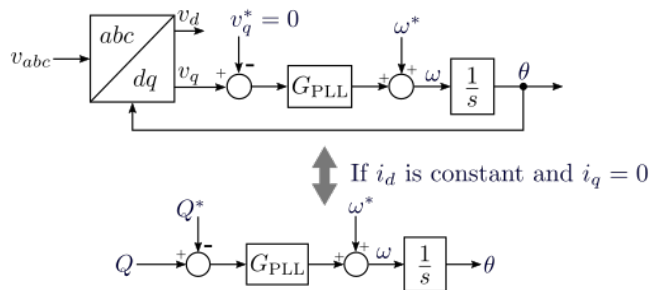 v_d
v_q^* = 0
ω^*
abc
v_abc
dq
v_q
+
-
G_PLL
+
+
ω
1/s
θ
If i_d is constant and i_q = 0
Q^*
ω^*
Q
+
-
G_PLL
+
+
ω
1/s
θ